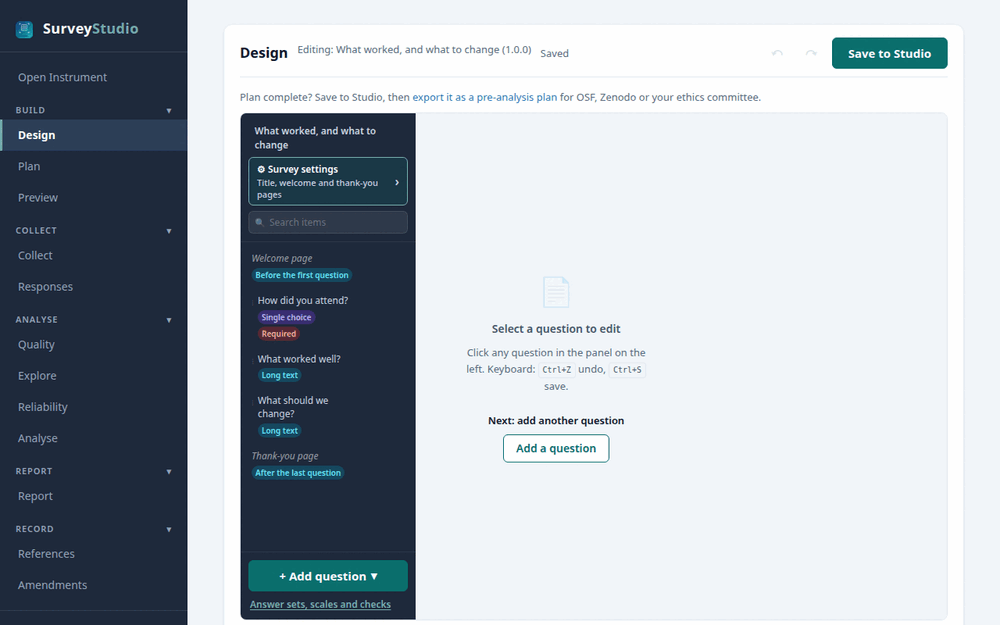 SurveyStudio
Open Instrument
BUILD ▼
Design
Plan
Preview
COLLECT ▼
Collect
Responses
ANALYSE ▼
Quality
Explore
Reliability
Analyse
REPORT ▼
Report
RECORD ▼
References
Amendments
Design Editing: What worked, and what to change (1.0.0) Saved
Save to Studio
Plan complete? Save to Studio, then export it as a pre-analysis plan for OSF, Zenodo or your ethics committee.
What worked, and what to
change
⚙ Survey settings
Title, welcome and thank-you
pages
›
Search items
Welcome page
Before the first question
How did you attend?
Single choice
Required
What worked well?
Long text
What should we
change?
Long text
Thank-you page
After the last question
+ Add question ▼
Answer sets, scales and checks
Select a question to edit
Click any question in the panel on the
left. Keyboard: Ctrl+Z undo, Ctrl+S
save.
Next: add another question
Add a question